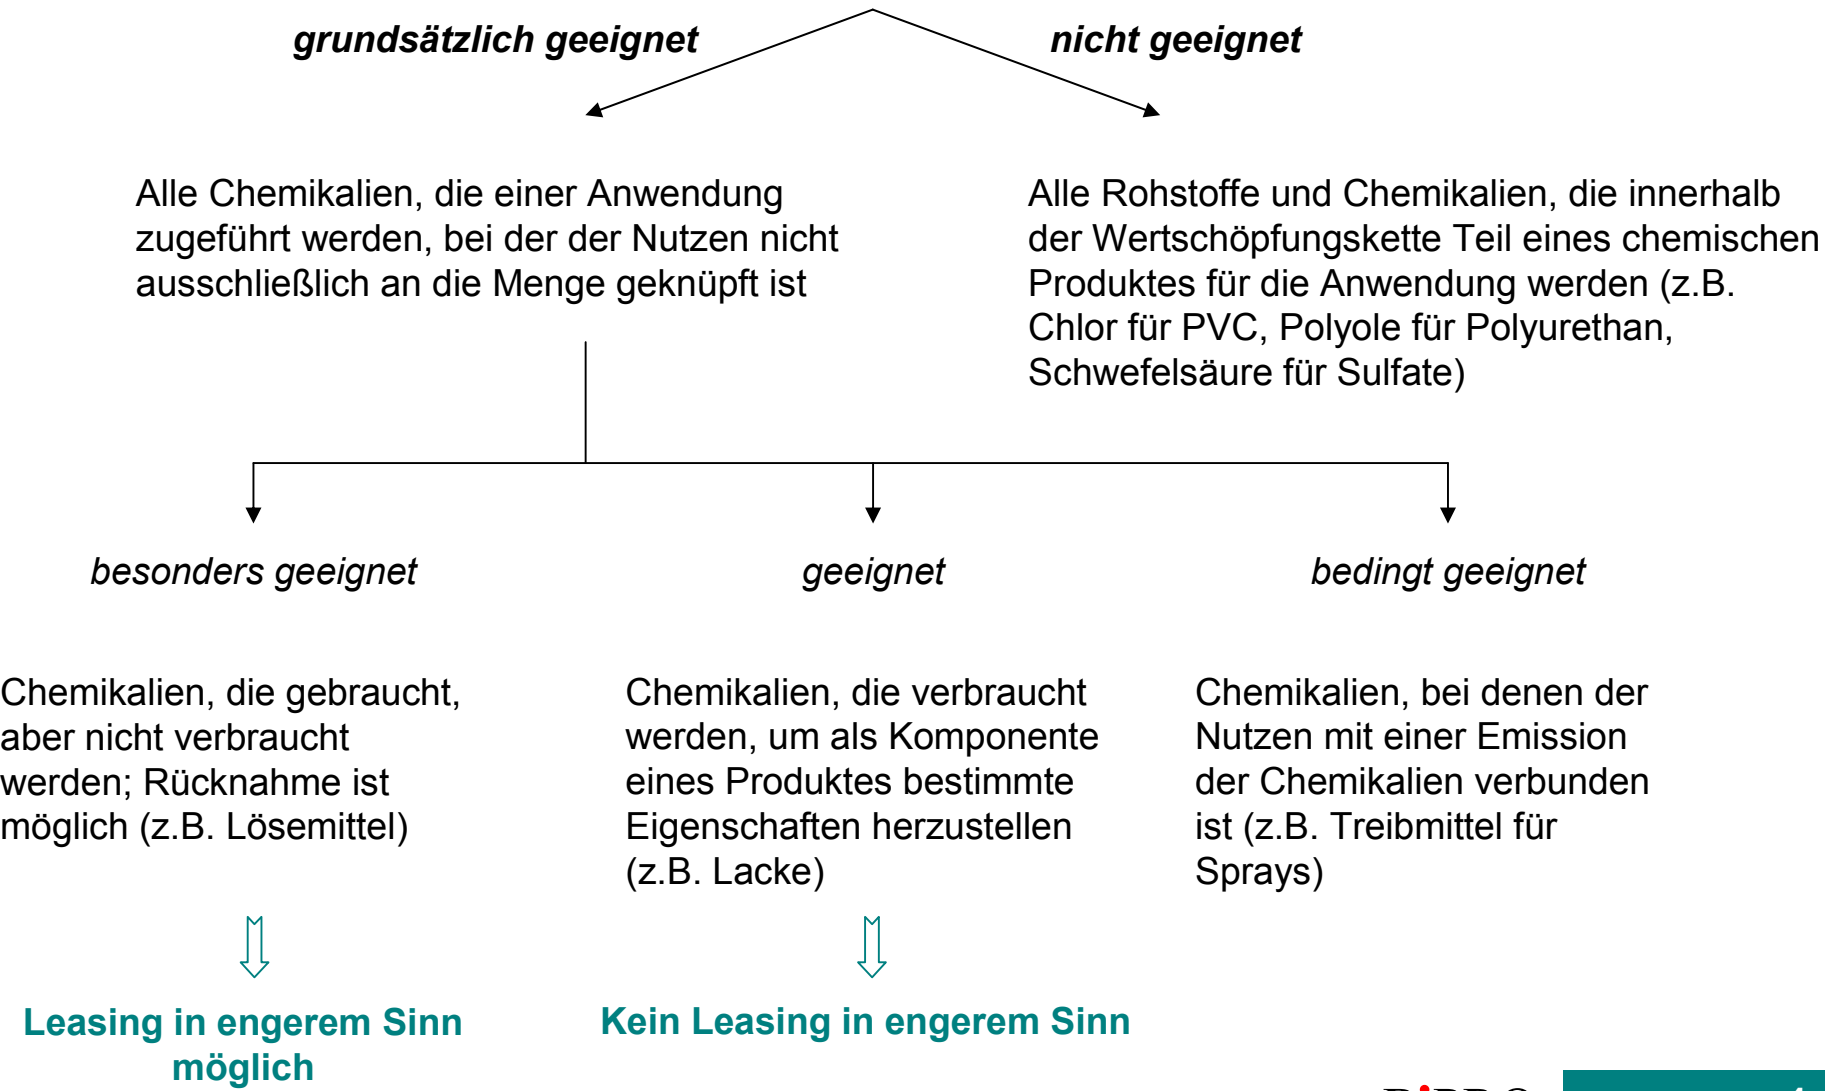 grundsätzlich geeignet
nicht geeignet
Alle Chemikalien, die einer Anwendung
zugeführt werden, bei der der Nutzen nicht
ausschließlich an die Menge geknüpft ist
Alle Rohstoffe und Chemikalien, die innerhalb
der Wertschöpfungskette Teil eines chemischen
Produktes für die Anwendung werden (z.B.
Chlor für PVC, Polyole für Polyurethan,
Schwefelsäure für Sulfate)
besonders geeignet
geeignet
bedingt geeignet
Chemikalien, die gebraucht,
aber nicht verbraucht
werden; Rücknahme ist
möglich (z.B. Lösemittel)
Chemikalien, die verbraucht
werden, um als Komponente
eines Produktes bestimmte
Eigenschaften herzustellen
(z.B. Lacke)
Chemikalien, bei denen der
Nutzen mit einer Emission
der Chemikalien verbunden
ist (z.B. Treibmittel für
Sprays)
Leasing in engerem Sinn
möglich
Kein Leasing in engerem Sinn